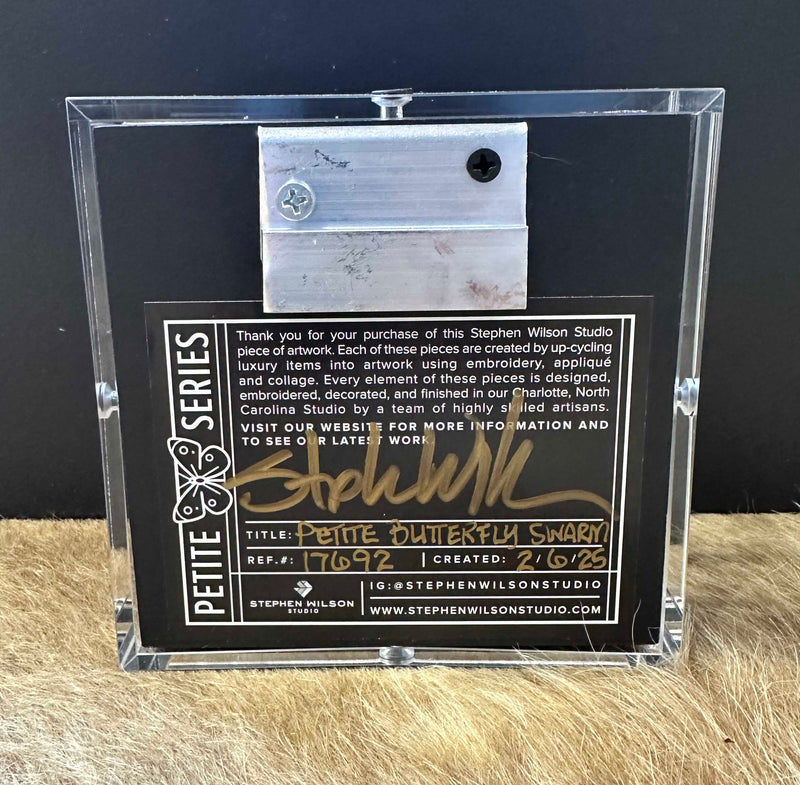 PETITE SERIES
Thank you for your purchase of this Stephen Wilson Studio
piece of artwork. Each of these pieces are created by up-cycling
luxury items into artwork using embroidery, appliqué
and collage. Every element of these pieces is designed,
embroidered, decorated, and finished in our Charlotte, North
Carolina Studio by a team of highly skilled artisans.
VISIT OUR WEBSITE FOR MORE INFORMATION AND
TO SEE OUR LATEST WORK.
Stephen Wilson
TITLE: PETITE BUTTERFLY SWARM
REF.#: 17692 | CREATED: 2/6/25
STEPHEN WILSON
STUDIO
IG:@STEPHENWILSONSTUDIO
WWW.STEPHENWILSONSTUDIO.COM